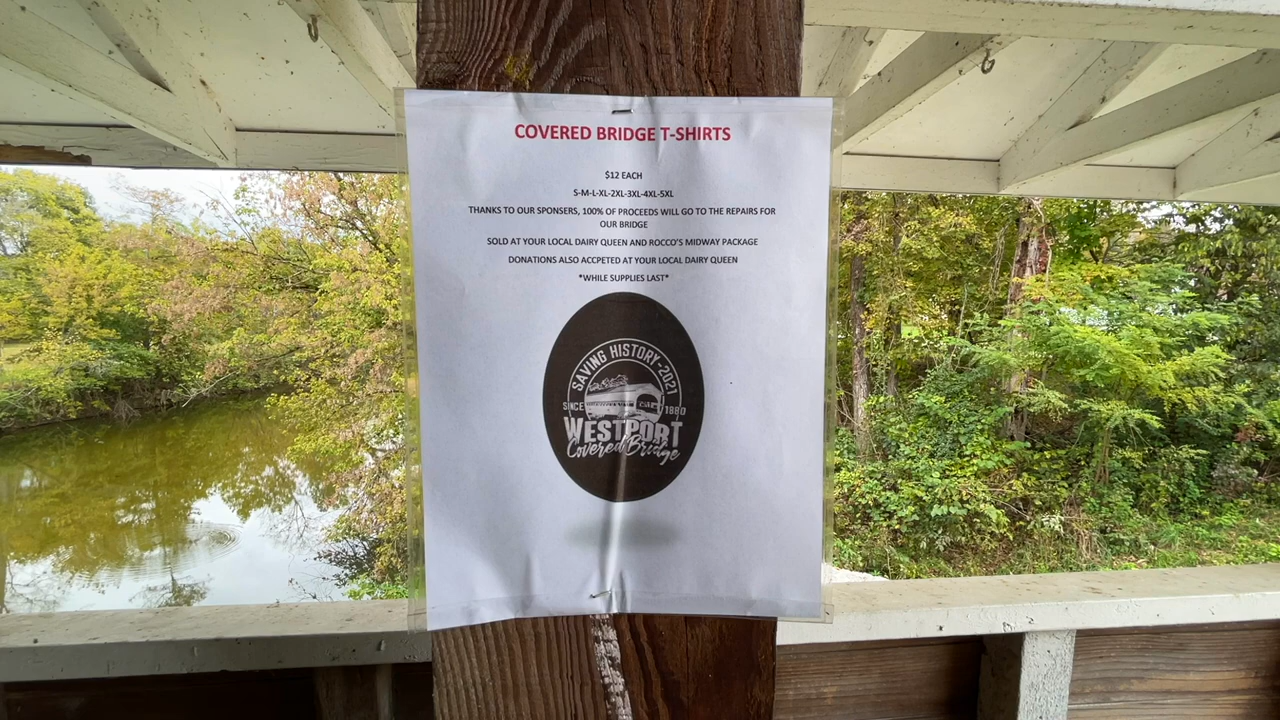 COVERED BRIDGE T-SHIRTS
$12 EACH
S-M-L-XL-2XL-3XL-4XL-5XL
THANKS TO OUR SPONSERS, 100% OF PROCEEDS WILL GO TO THE REPAIRS FOR
OUR BRIDGE
SOLD AT YOUR LOCAL DAIRY QUEEN AND ROCCO'S MIDWAY PACKAGE
DONATIONS ALSO ACCPETED AT YOUR LOCAL DAIRY QUEEN
*WHILE SUPPLIES LAST*
SAVING HISTORY-2021
SINCE 1880
WESTPORT
Covered Bridge